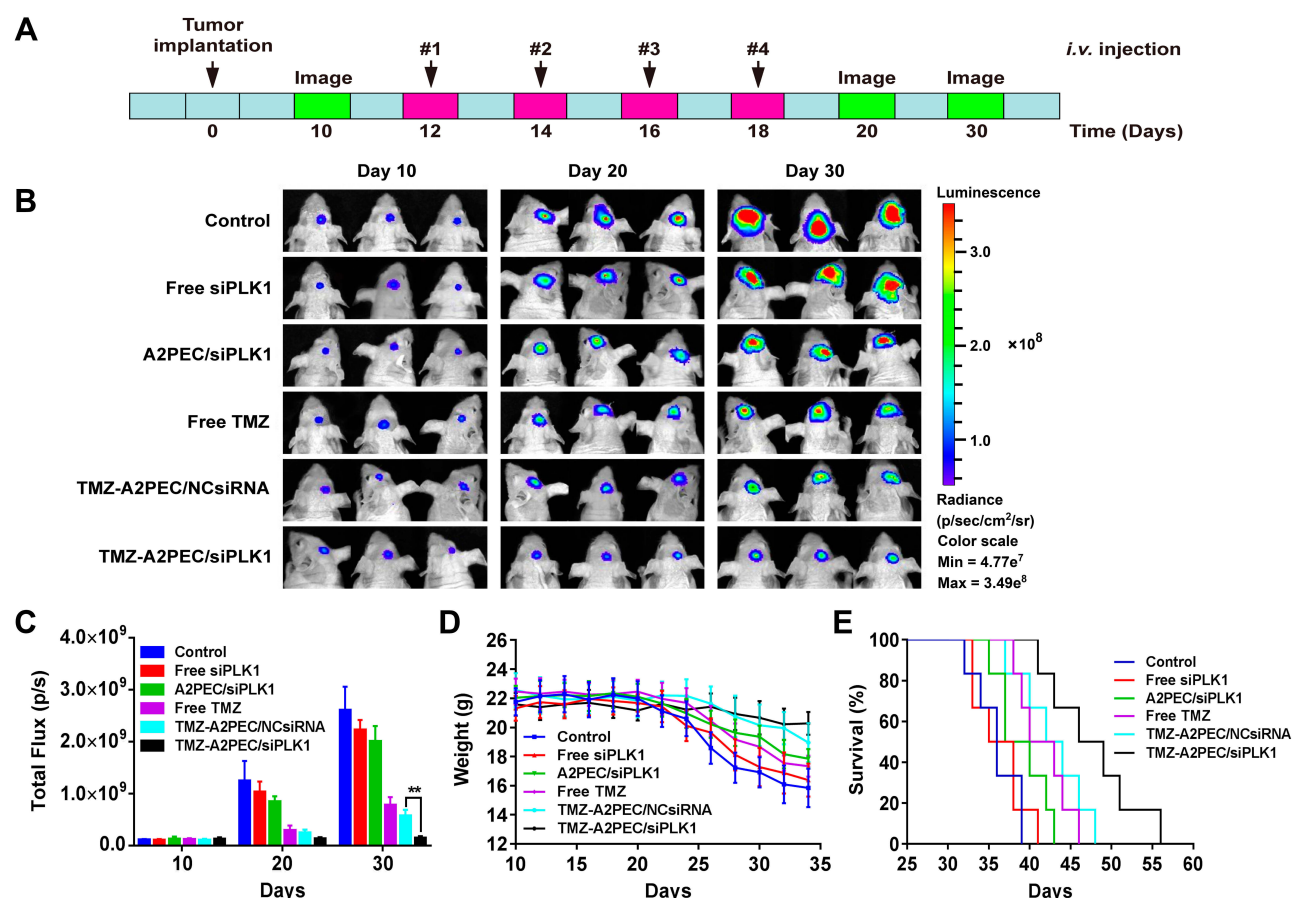 A
Tumor
implantation
#1 #2 #3 #4 i.v. injection
Image Image Image
0 10 12 14 16 18 20 30 Time (Days)
B
Day 10 Day 20 Day 30
Control
Free siPLK1
A2PEC/siPLK1
Free TMZ
TMZ-A2PEC/NCsiRNA
TMZ-A2PEC/siPLK1
Luminescence
3.0
2.0 ×10⁸
1.0
Radiance
(p/sec/cm²/sr)
Color scale
Min = 4.77e⁷
Max = 3.49e⁸
C
Total Flux (p/s)
4.0×10⁹
3.0×10⁹
2.0×10⁹
1.0×10⁹
0.0
Control
Free siPLK1
A2PEC/siPLK1
Free TMZ
TMZ-A2PEC/NCsiRNA
TMZ-A2PEC/siPLK1
**
10 20 30
Days
D
Weight (g)
26
24
22
20
18
16
14
12
Control
Free siPLK1
A2PEC/siPLK1
Free TMZ
TMZ-A2PEC/NCsiRNA
TMZ-A2PEC/siPLK1
10 15 20 25 30 35
Days
E
Survival (%)
100
80
60
40
20
0
Control
Free siPLK1
A2PEC/siPLK1
Free TMZ
TMZ-A2PEC/NCsiRNA
TMZ-A2PEC/siPLK1
25 30 35 40 45 50 55 60
Days